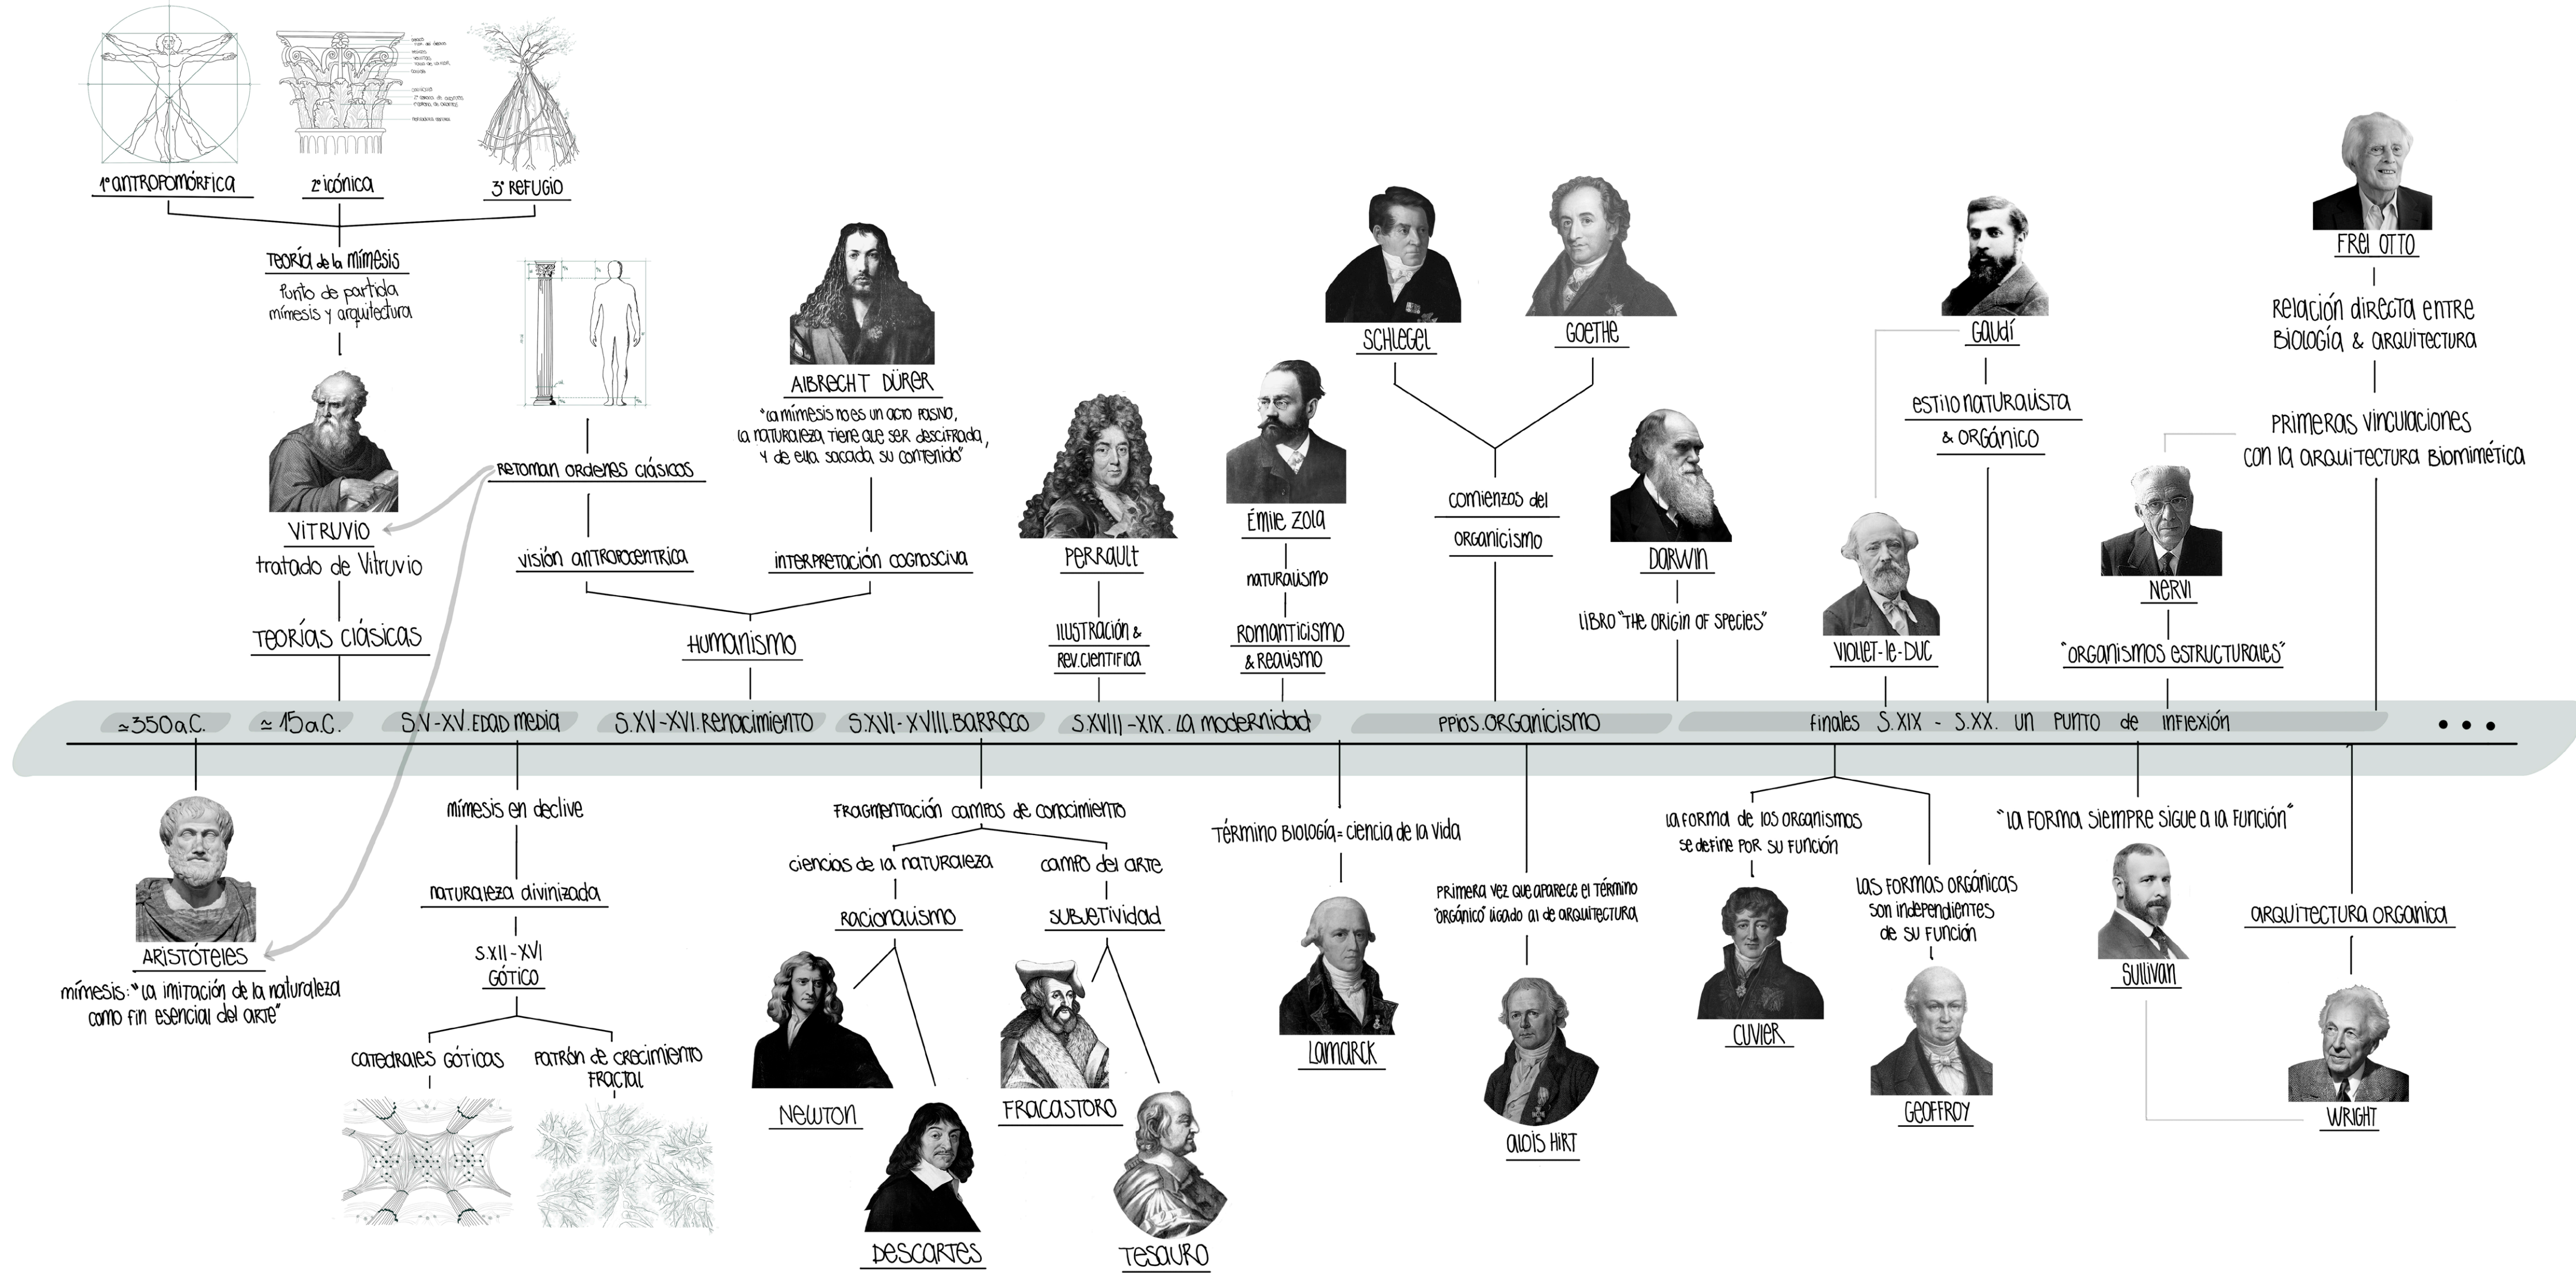 1º ANTROPOMÓRFICA
2º icónica
3º REFUGIO
TEORÍA de la mímesis
Punto de partida
mímesis y arquitectura
VITRUVIO
tratado de Vitruvio
TEORÍAS CLÁSICAS
RETOMAN ORDENES CLÁSICOS
VISIÓN ANTROPOCENTRICA
ALBRECHT DÜRER
"La mímesis no es un acto pasivo,
la naturaleza tiene que ser descifrada,
y de ella sacada su contenido"
INTERPRETACIÓN COGNOSCIVA
HUMANISMO
PERRAULT
ILUSTRACIÓN &
REV.CIENTIFICA
ÉMILE ZOLA
NATURALISMO
ROMANTICISMO
& REALISMO
SCHLEGEL
GOETHE
COMIENZOS del
ORGANICISMO
DARWIN
LIBRO "THE ORIGIN OF SPECIES"
GAUDÍ
ESTILO NATURALISTA
& ORGÁNICO
VIOLLET-le-DUC
FREI OTTO
RELACIÓN DIRECTA ENTRE
BIOLOGÍA & ARQUITECTURA
PRIMERAS VINCULACIONES
CON LA ARQUITECTURA BIOMIMÉTICA
NERVI
"ORGANISMOS ESTRUCTURALES"
≃350 a.C.
≃ 15 a.C.
S.V-XV. EDAD MEDIA
S.XV-XVI. RENACIMIENTO
S.XVI-XVIII. BARROCO
S.XVIII-XIX. LA MODERNIDAD
PPIOS. ORGANICISMO
FINALES S.XIX - S.XX. UN PUNTO de INFLEXIÓN
ARISTÓTELES
mímesis: "La imitación de la naturaleza
como fin esencial del arte"
mímesis en declive
NATURALEZA DIVINIZADA
S.XII-XVI
GÓTICO
CATEDRALES GÓTICAS
PATRÓN de CRECIMIENTO
FRACTAL
FRAGMENTACIÓN CAMPOS DE CONOCIMIENTO
CIENCIAS DE LA NATURALEZA
RACIONALISMO
NEWTON
DESCARTES
CAMPO DEL ARTE
SUBJETIVIDAD
FRACASTORO
TESAURO
TÉRMINO BIOLOGÍA = CIENCIA DE LA VIDA
LAMARCK
PRIMERA VEZ QUE APARECE EL TÉRMINO
"ORGÁNICO" LIGADO AL DE ARQUITECTURA
ALOIS HIRT
LA FORMA DE LOS ORGANISMOS
SE DEFINE POR SU FUNCIÓN
CUVIER
LAS FORMAS ORGÁNICAS
SON INDEPENDIENTES
DE SU FUNCIÓN
GEOFFROY
"LA FORMA SIEMPRE SIGUE A LA FUNCIÓN"
SULLIVAN
ARQUITECTURA ORGANICA
WRIGHT